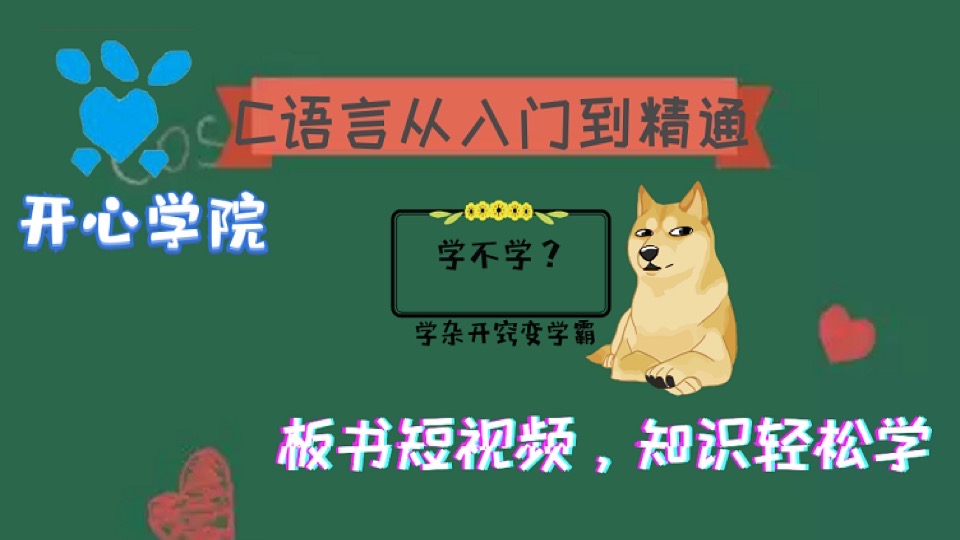 C语言从入门到精通
cos
开心学院
学不学？
学杂开窍变学霸
板书短视频，知识轻松学